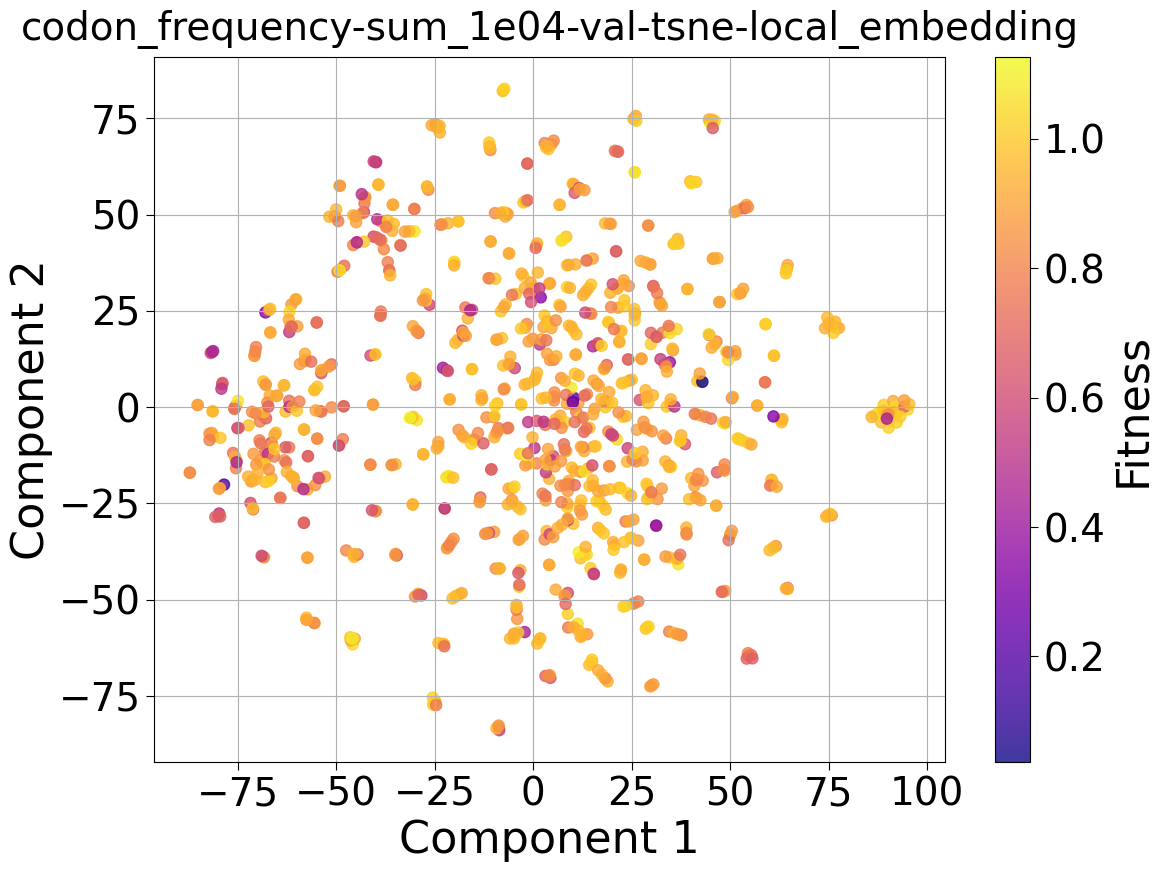 codon_frequency-sum_1e04-val-tsne-local_embedding
75
50
25
0
−25
−50
−75
Component 2
−75 −50 −25 0 25 50 75 100
Component 1
1.0
0.8
0.6
0.4
0.2
Fitness